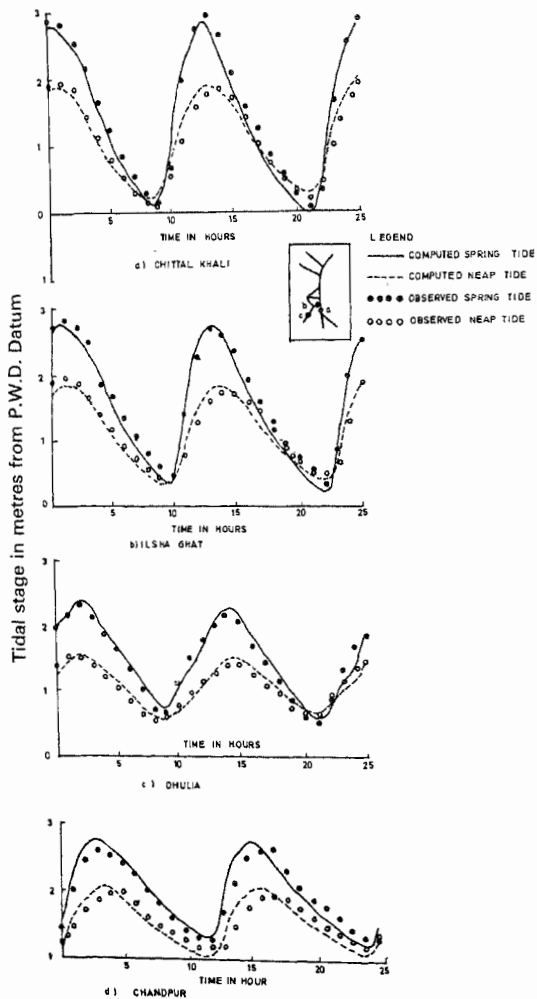 Tidal stage in metres from P.W.D. Datum
3
2
1
0
1
5
10
15
20
25
TIME IN HOURS
a) CHITTAL KHALI
LEGEND
COMPUTED SPRING TIDE
COMPUTED NEAP TIDE
OBSERVED SPRING TIDE
OBSERVED NEAP TIDE
3
2
1
0
5
10
15
20
25
TIME IN HOURS
b) ILSHA GHAT
3
2
1
0
5
10
15
20
25
TIME IN HOURS
c) DHULIA
3
2
1
0
5
10
15
20
25
TIME IN HOUR
d) CHANDPUR